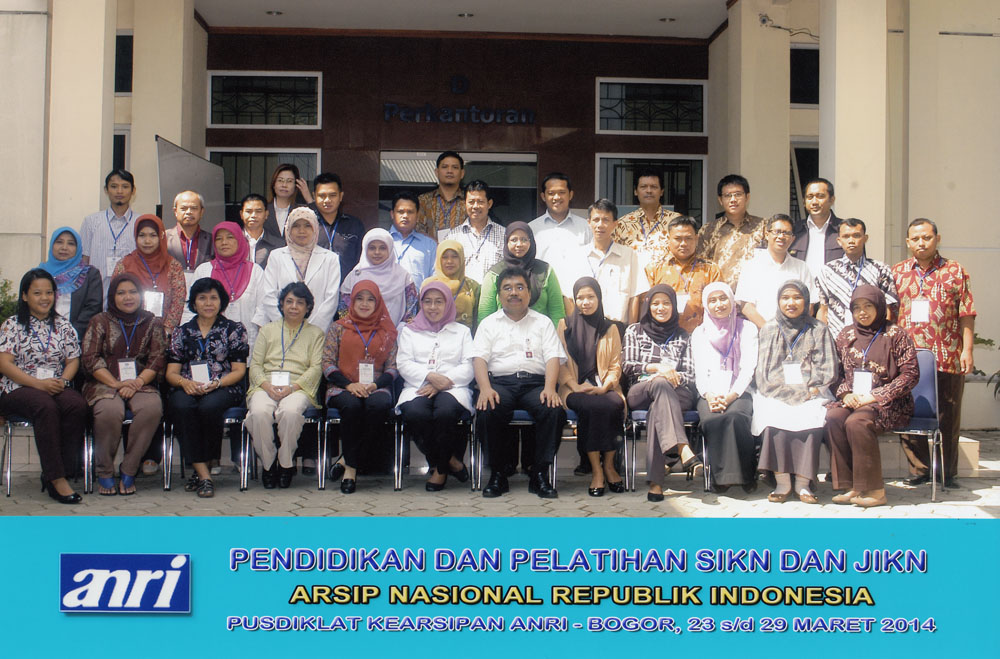 D
Perkantoran
anri
PENDIDIKAN DAN PELATIHAN SIKN DAN JIKN
ARSIP NASIONAL REPUBLIK INDONESIA
PUSDIKLAT KEARSIPAN ANRI - BOGOR, 23 s/d 29 MARET 2014